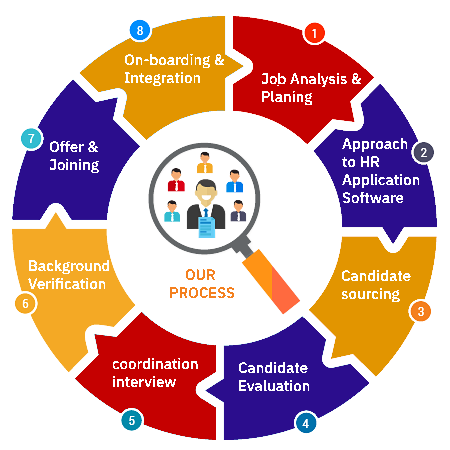 1
Job Analysis &
Planing
2
Approach
to HR
Application
Software
3
Candidate
sourcing
4
Candidate
Evaluation
5
coordination
interview
6
Background
Verification
7
Offer &
Joining
8
On-boarding &
Integration
OUR
PROCESS